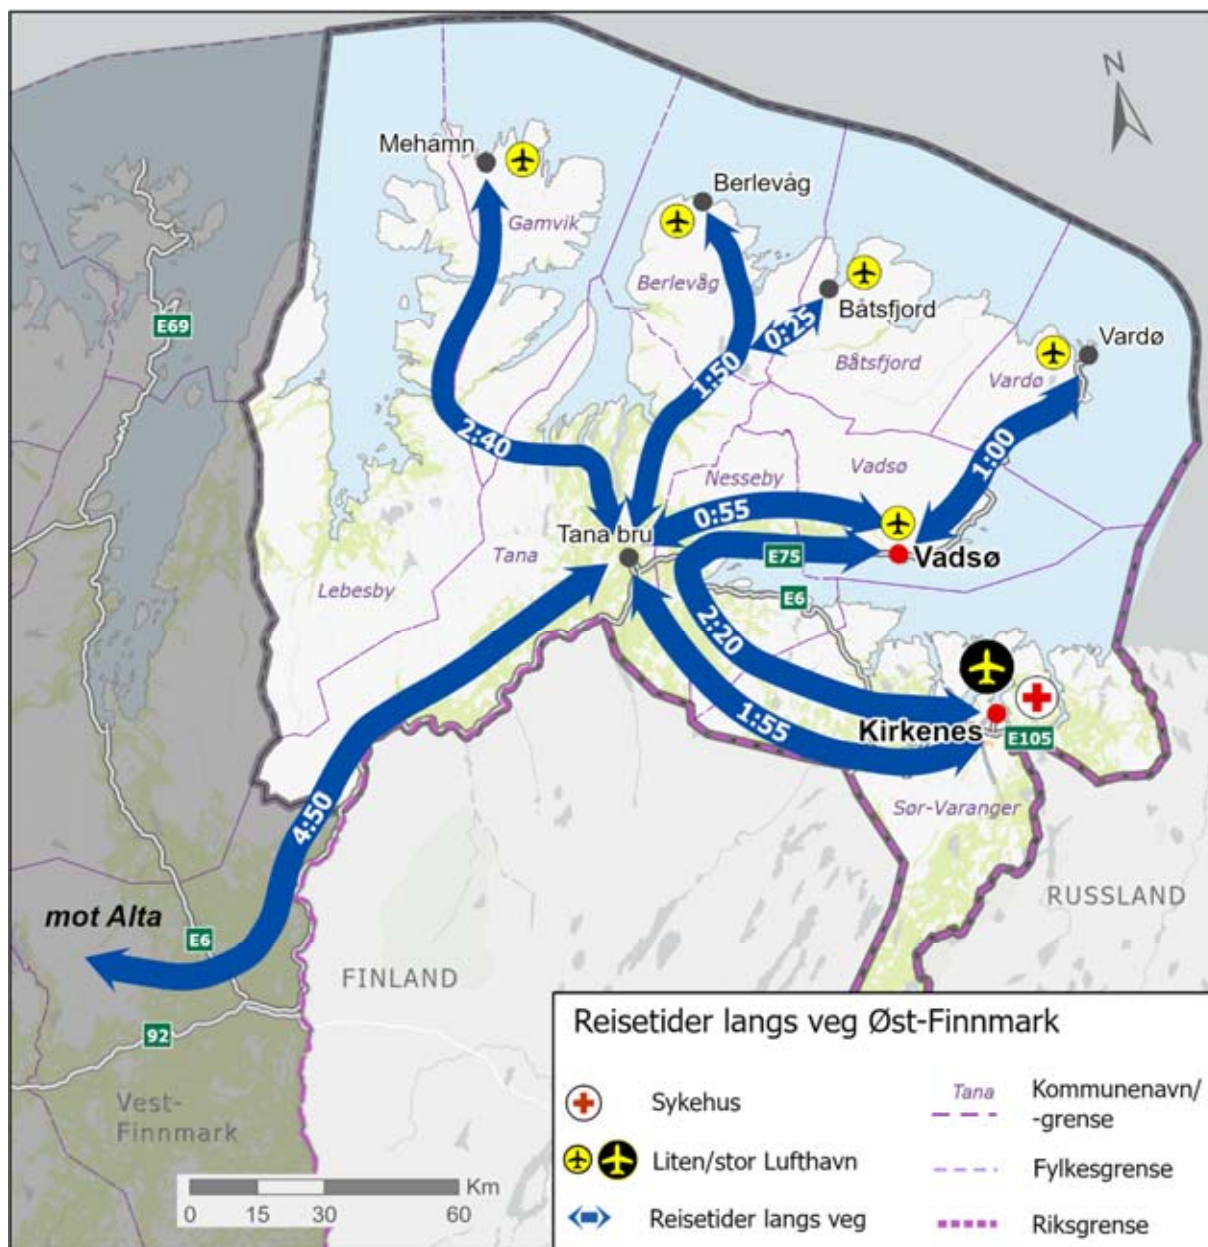 N
Mehamn
Berlevåg
Gamvik
Berlevåg
E69
0:25
Båtsfjord
Vardø
1:50
Båtsfjord
Vardø
2:40
1:00
Nesseby
Vadsø
0:55
Tana bru
Tana
E75
Vadsø
Lebesby
E6
2:20
1:55
Kirkenes
E105
4:50
Sør-Varanger
RUSSLAND
mot Alta
E6
FINLAND
92
Vest-
Finnmark
Km
0 15 30 60
Reisetider langs veg Øst-Finnmark
Sykehus
Liten/stor Lufthavn
Reisetider langs veg
Tana
Kommunenavn/
-grense
Fylkesgrense
Riksgrense